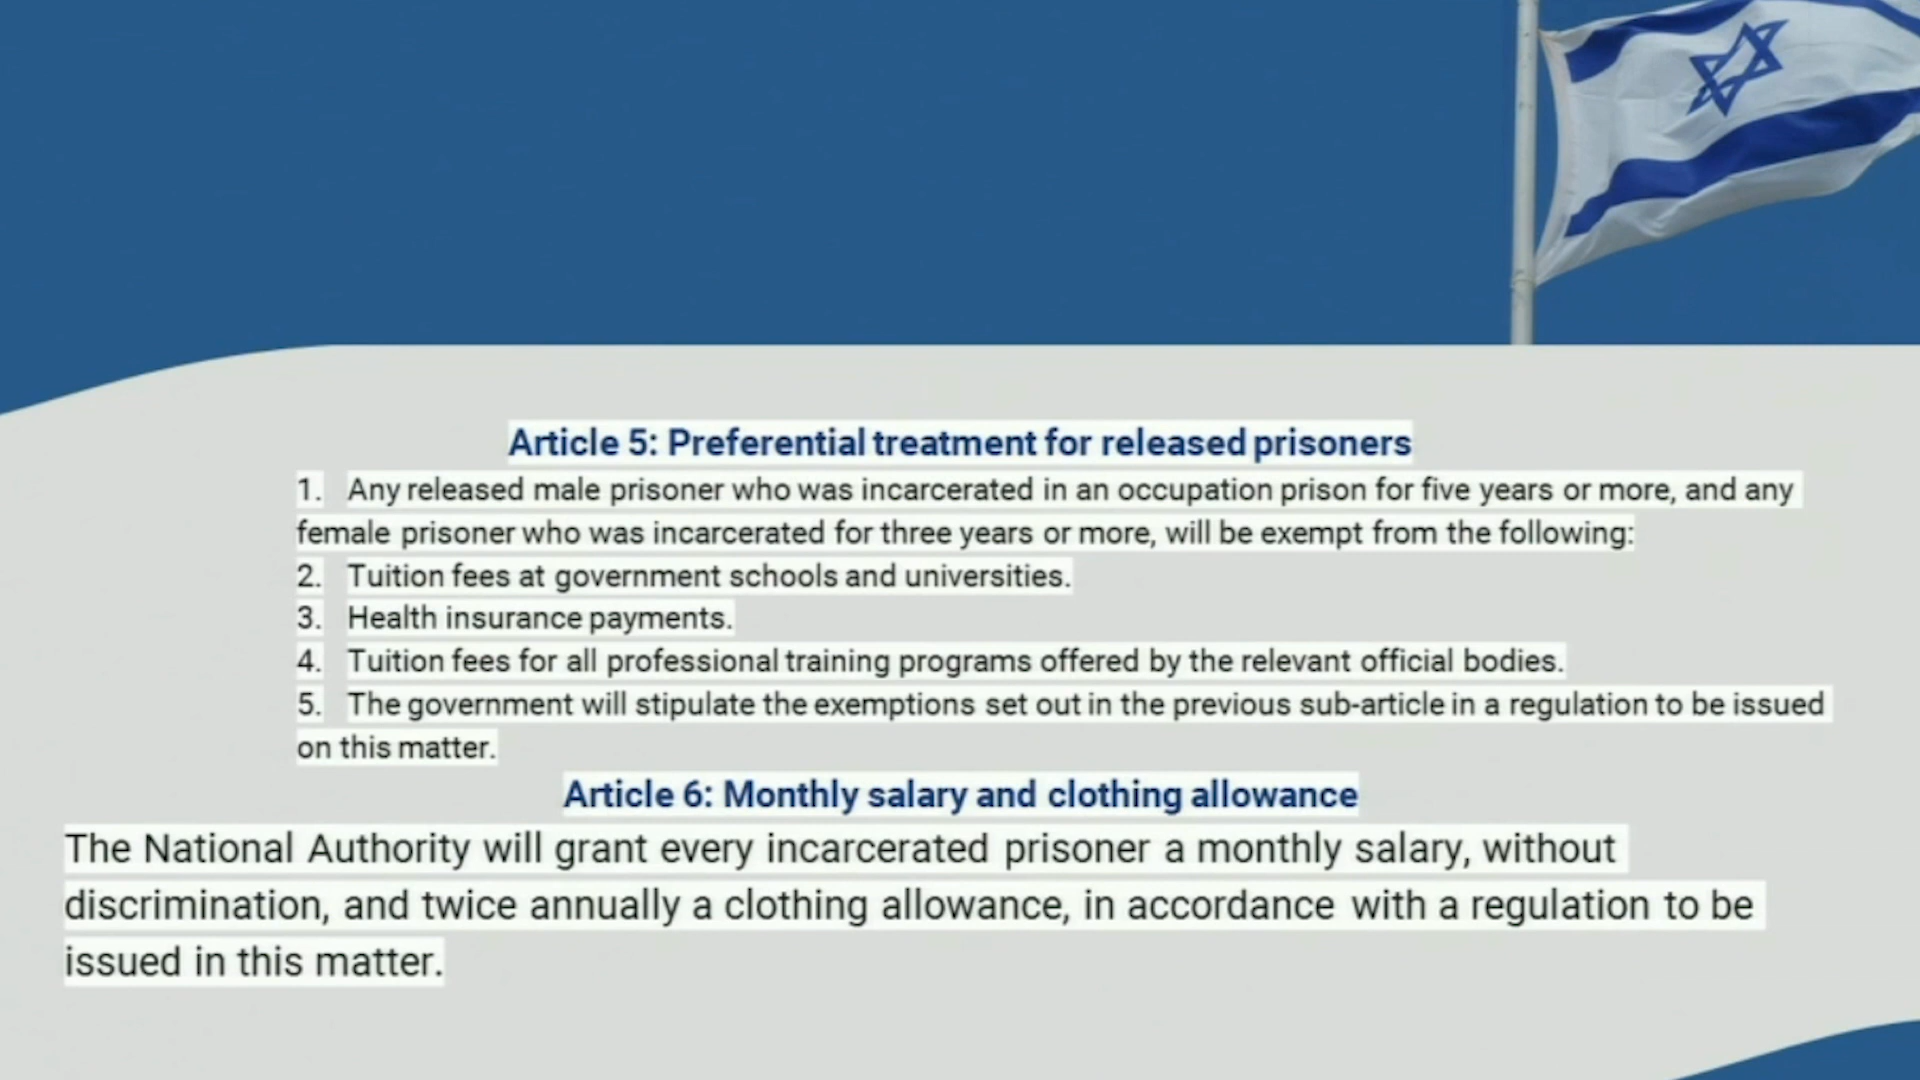 Article 5: Preferential treatment for released prisoners
1. Any released male prisoner who was incarcerated in an occupation prison for five years or more, and any
female prisoner who was incarcerated for three years or more, will be exempt from the following:
2. Tuition fees at government schools and universities.
3. Health insurance payments.
4. Tuition fees for all professional training programs offered by the relevant official bodies.
5. The government will stipulate the exemptions set out in the previous sub-article in a regulation to be issued
on this matter.
Article 6: Monthly salary and clothing allowance
The National Authority will grant every incarcerated prisoner a monthly salary, without
discrimination, and twice annually a clothing allowance, in accordance with a regulation to be
issued in this matter.